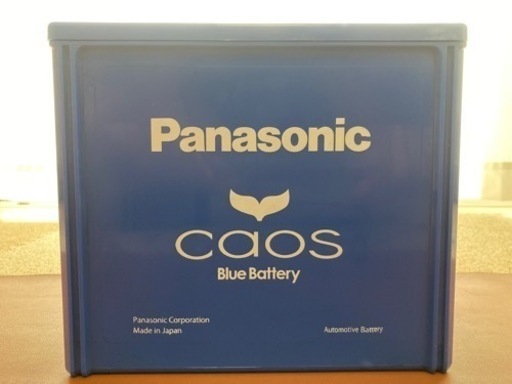 Panasonic
caos
Blue Battery
Panasonic Corporation
Made in Japan
Automotive Battery